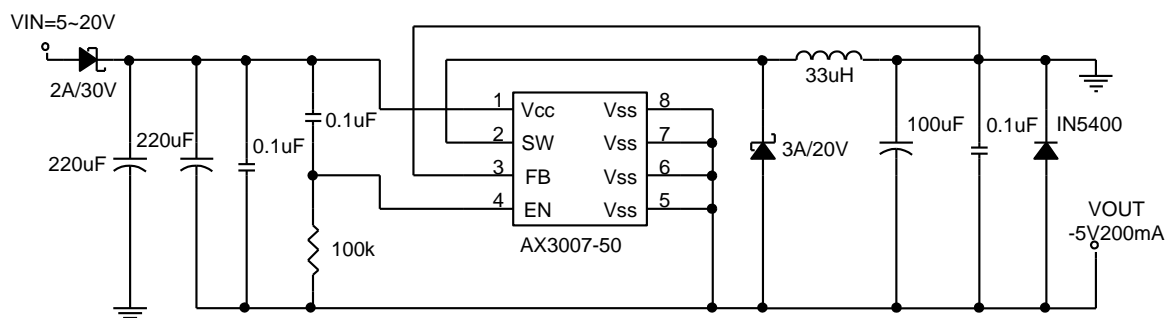 VIN=5~20V
2A/30V
220uF
220uF
0.1uF
0.1uF
100k
1 Vcc Vss 8
2 SW Vss 7
3 FB Vss 6
4 EN Vss 5
AX3007-50
33uH
3A/20V
100uF
0.1uF
IN5400
VOUT
-5V200mA